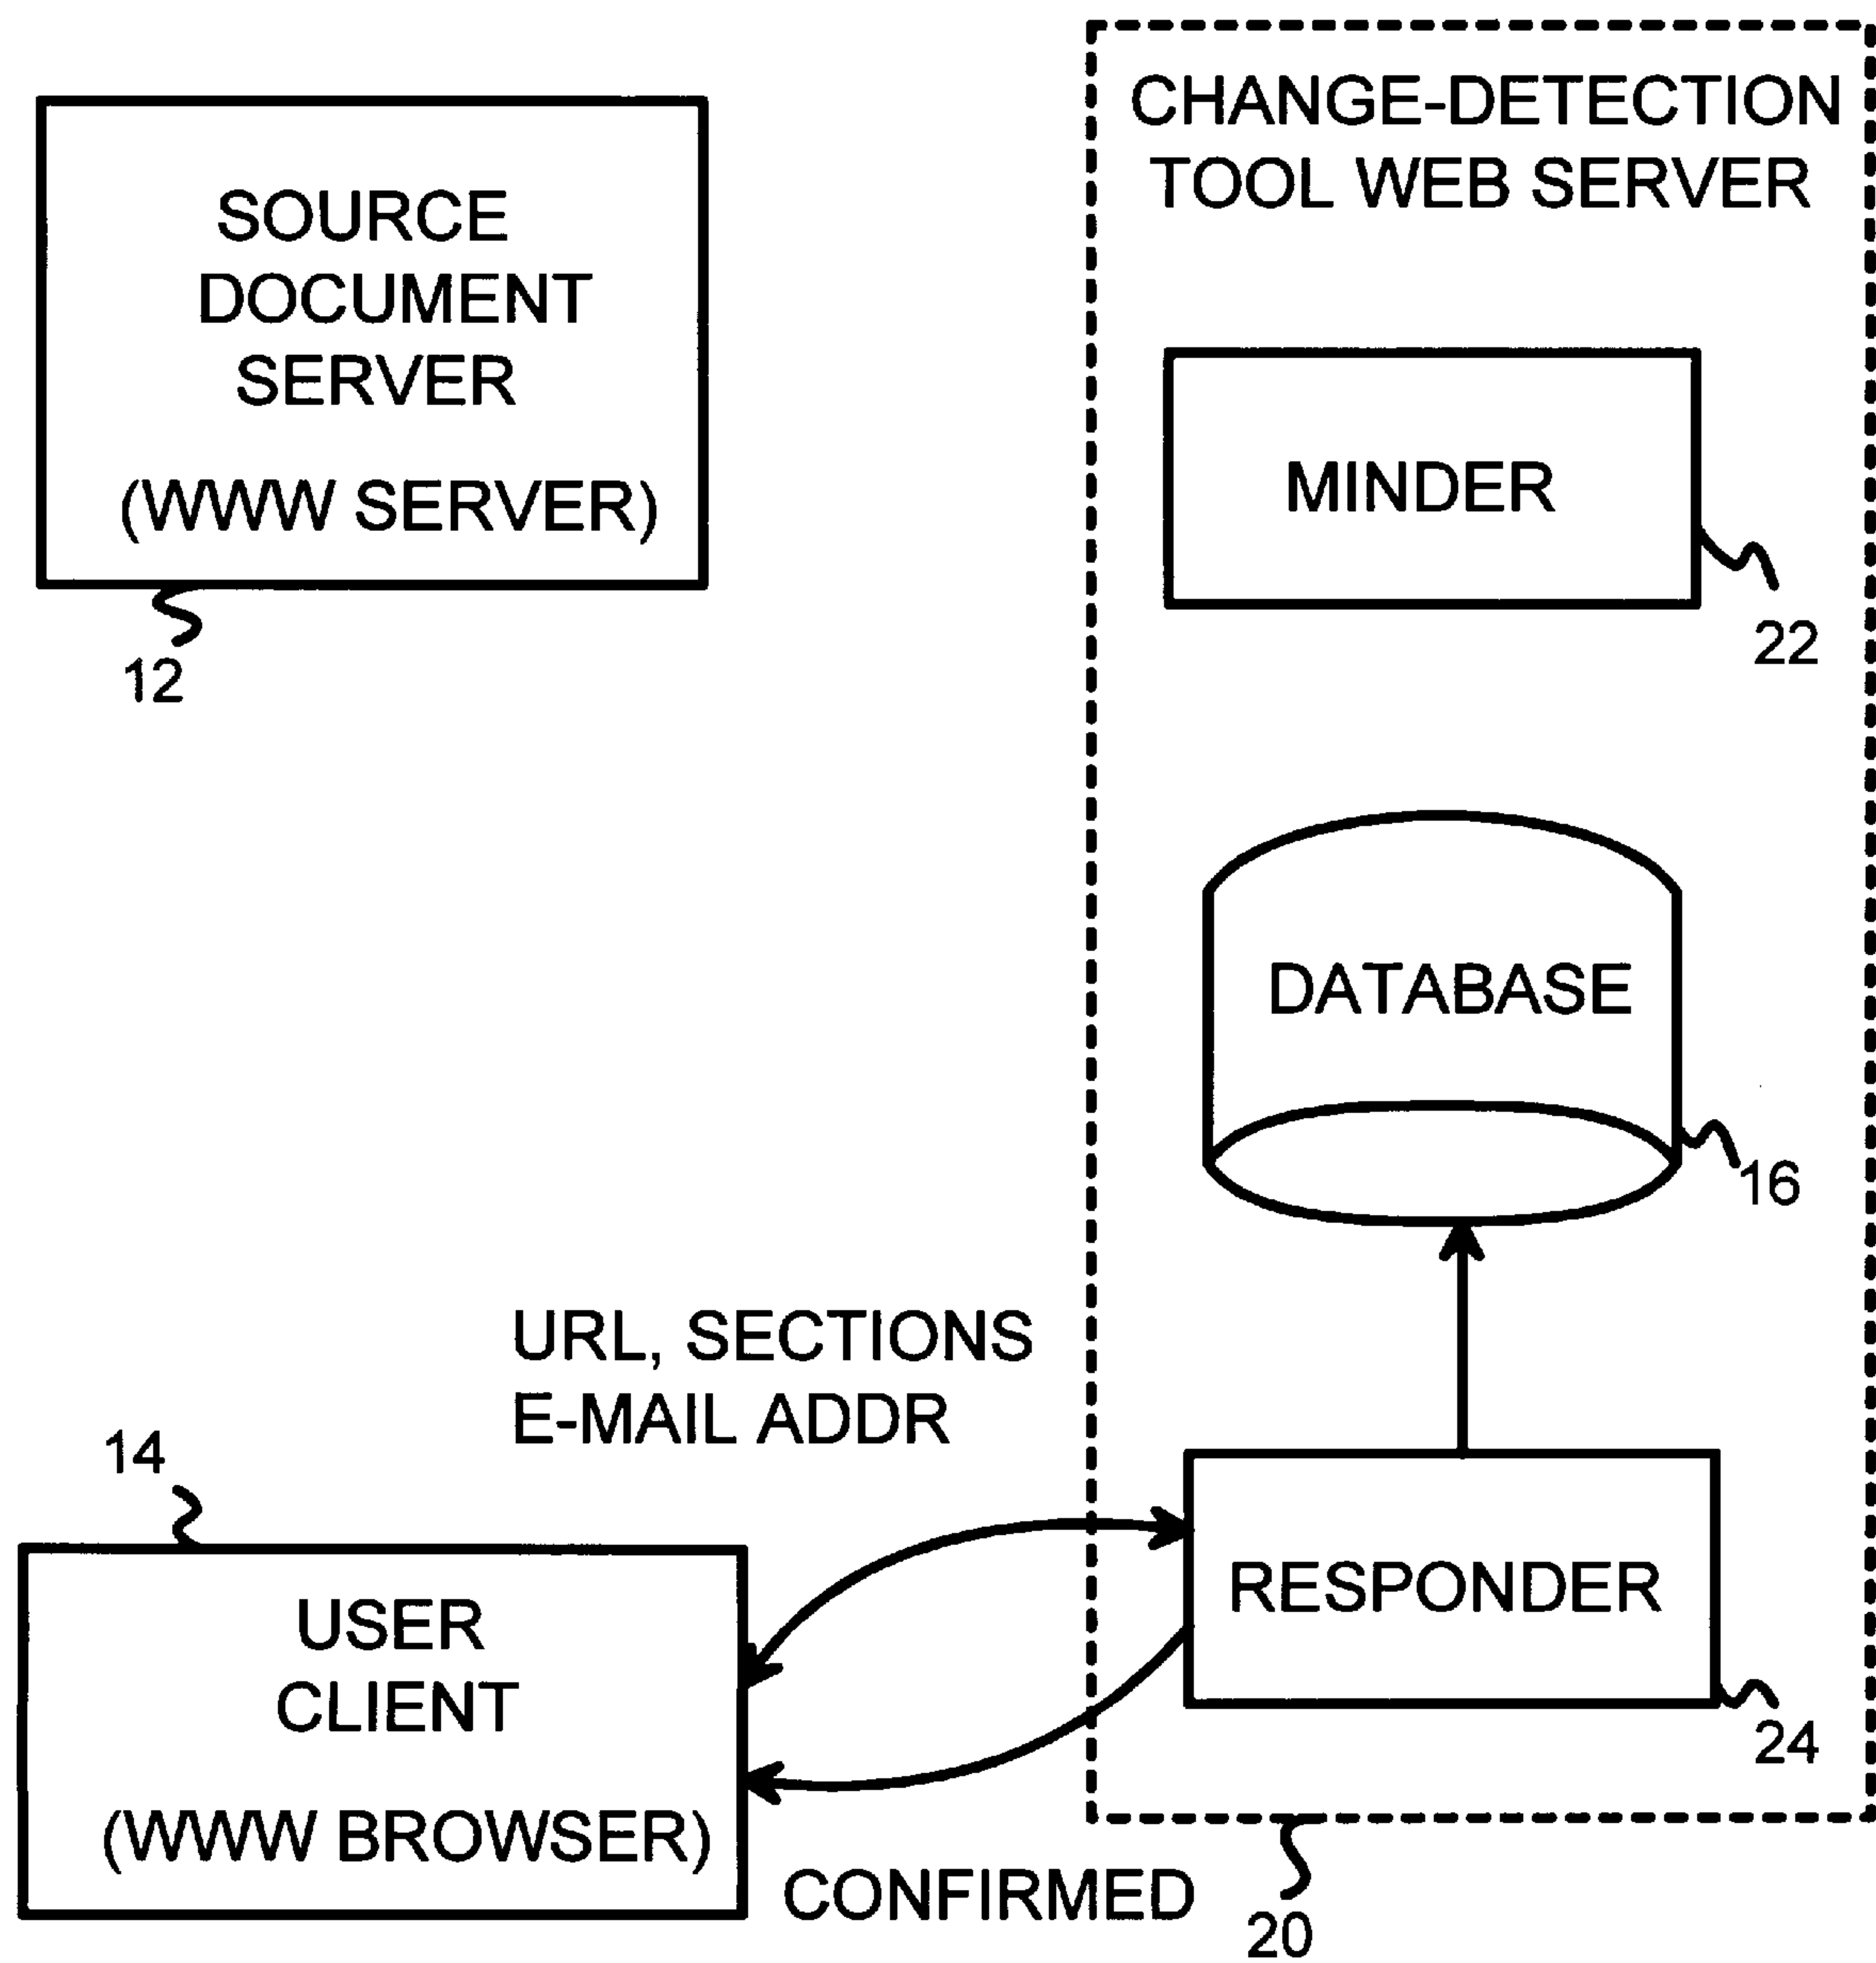 CHANGE-DETECTION
TOOL WEB SERVER
SOURCE
DOCUMENT
SERVER
(WWW SERVER)
12
MINDER
22
DATABASE
16
URL, SECTIONS
E-MAIL ADDR
14
USER
CLIENT
(WWW BROWSER)
RESPONDER
24
CONFIRMED
20